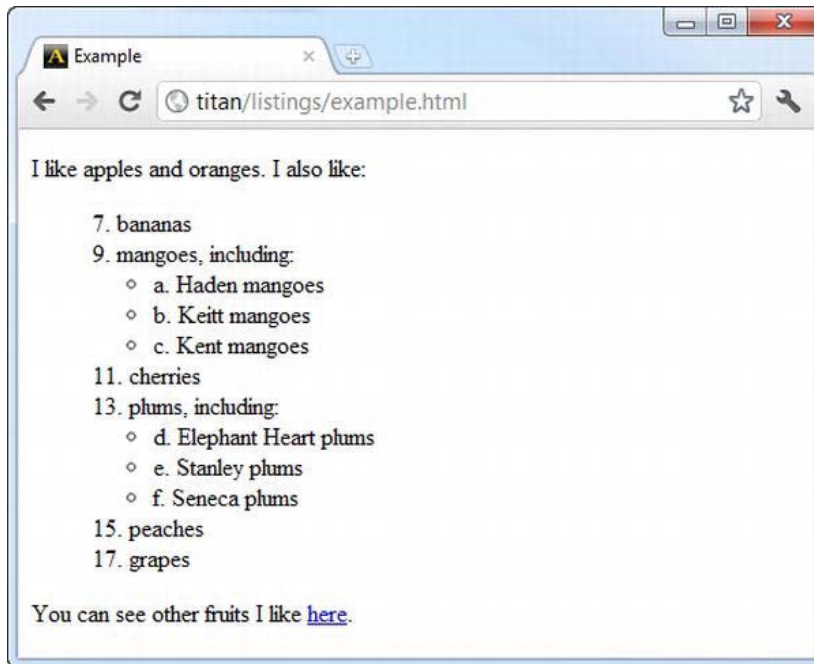 Example
titan/listings/example.html
I like apples and oranges. I also like:
7. bananas
9. mangoes, including:
a. Haden mangoes
b. Keitt mangoes
c. Kent mangoes
11. cherries
13. plums, including:
d. Elephant Heart plums
e. Stanley plums
f. Seneca plums
15. peaches
17. grapes
You can see other fruits I like here.